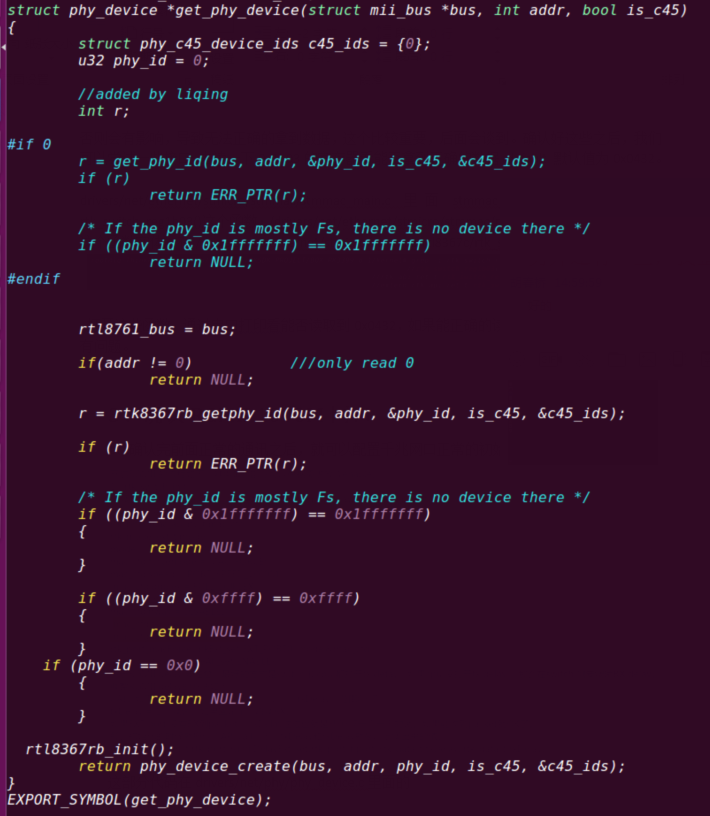 struct phy_device *get_phy_device(struct mii_bus *bus, int addr, bool is_c45)
{
struct phy_c45_device_ids c45_ids = {0};
u32 phy_id = 0;
//added by liqing
int r;
#if 0
r = get_phy_id(bus, addr, &phy_id, is_c45, &c45_ids);
if (r)
return ERR_PTR(r);
/* If the phy_id is mostly Fs, there is no device there */
if ((phy_id & 0x1fffffff) == 0x1fffffff)
return NULL;
#endif
rtl8761_bus = bus;
if(addr != 0) ///only read 0
return NULL;
r = rtk8367rb_getphy_id(bus, addr, &phy_id, is_c45, &c45_ids);
if (r)
return ERR_PTR(r);
/* If the phy_id is mostly Fs, there is no device there */
if ((phy_id & 0x1fffffff) == 0x1fffffff)
{
return NULL;
}
if ((phy_id & 0xffff) == 0xffff)
{
return NULL;
}
if (phy_id == 0x0)
{
return NULL;
}
rtl8367rb_init();
return phy_device_create(bus, addr, phy_id, is_c45, &c45_ids);
}
EXPORT_SYMBOL(get_phy_device);